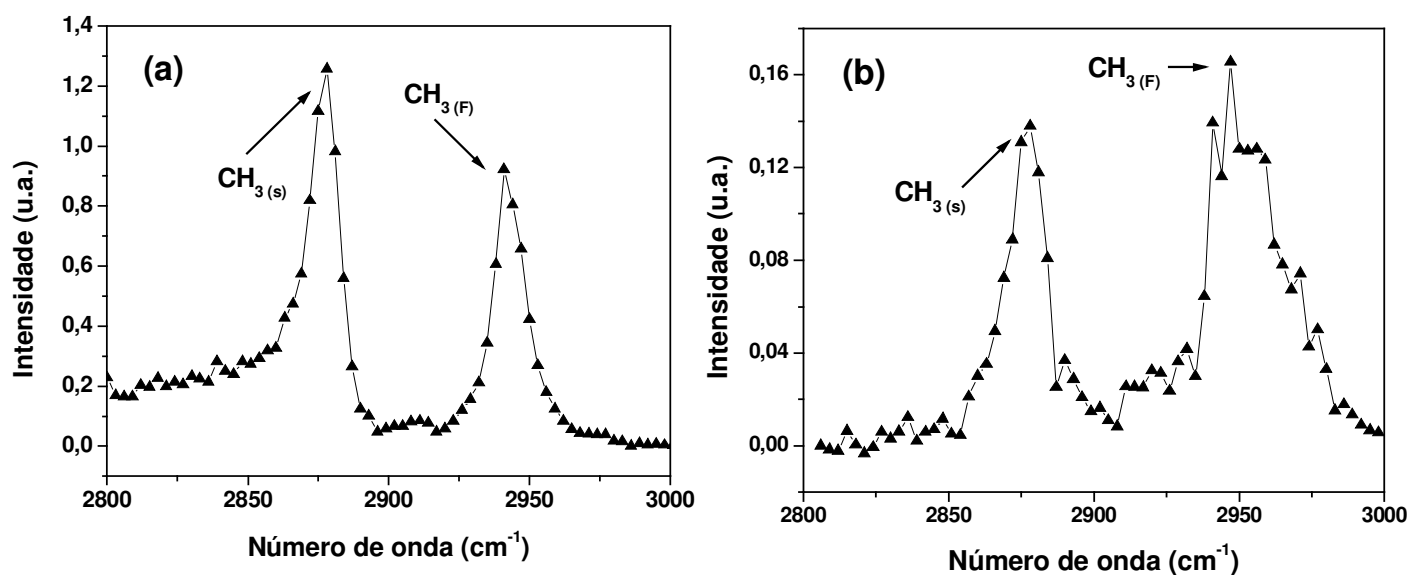 (a)
CH3 (s)
CH3 (F)
Intensidade (u.a.)
1,4
1,2
1,0
0,8
0,6
0,4
0,2
0,0
2800 2850 2900 2950 3000
Número de onda (cm-1)
(b)
CH3 (s)
CH3 (F)
Intensidade (u.a.)
0,16
0,12
0,08
0,04
0,00
2800 2850 2900 2950 3000
Número de onda (cm-1)